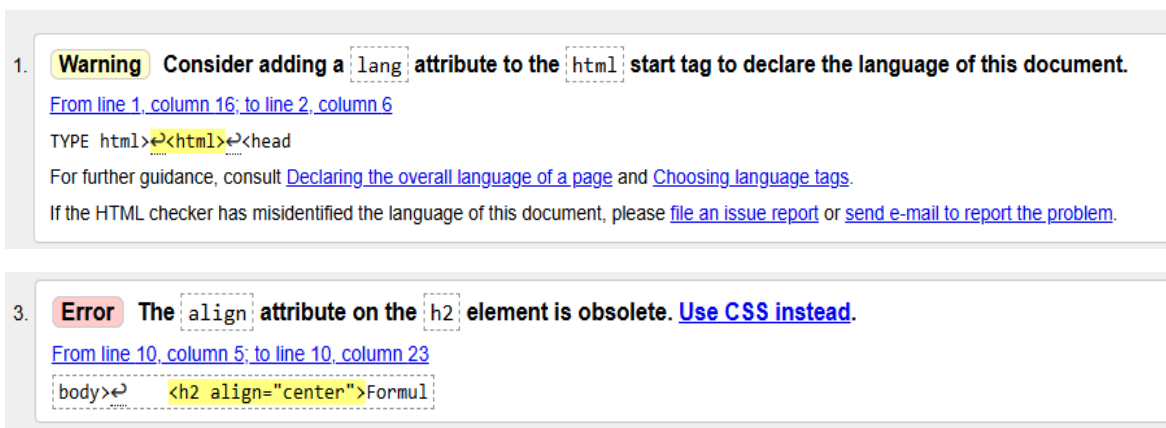 1. Warning Consider adding a lang attribute to the html start tag to declare the language of this document.
From line 1, column 16; to line 2, column 6
TYPE html>↩<html>↩<head
For further guidance, consult Declaring the overall language of a page and Choosing language tags.
If the HTML checker has misidentified the language of this document, please file an issue report or send e-mail to report the problem.
3. Error The align attribute on the h2 element is obsolete. Use CSS instead.
From line 10, column 5; to line 10, column 23
body>↩    <h2 align="center">Formul